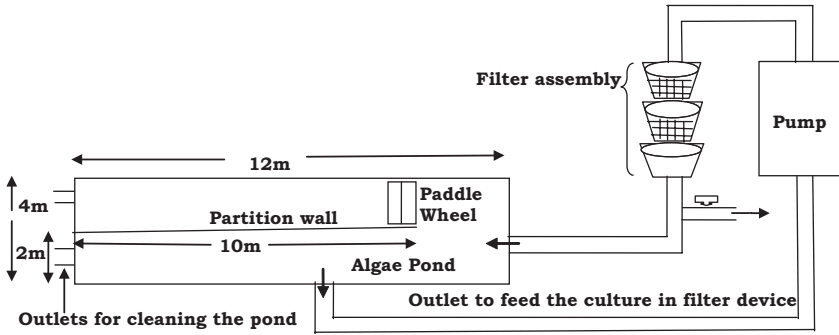 Filter assembly
Pump
12m
4m
Paddle
Wheel
Partition wall
2m
10m
Algae Pond
Outlet to feed the culture in filter device
Outlets for cleaning the pond